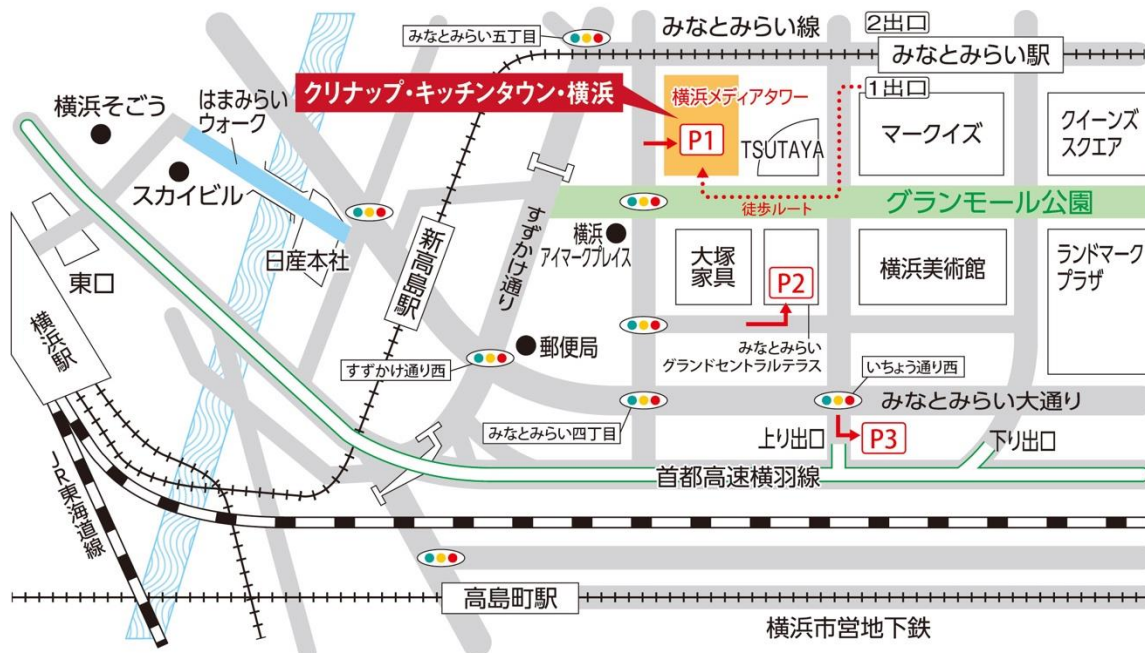 みなとみらい五丁目
みなとみらい線
2出口
みなとみらい駅
クリナップ・キッチンタウン・横浜
横浜メディアタワー
1出口
P1
TSUTAYA
マークイズ
クイーンズ
スクエア
横浜そごう
はまみらい
ウォーク
スカイビル
日産本社
新高島駅
すずかけ通り
徒歩ルート
グランモール公園
横浜
アイマークプレイス
大塚
家具
P2
横浜美術館
ランドマーク
プラザ
東口
横浜駅
郵便局
すずかけ通り西
みなとみらい
グランドセントラルテラス
いちょう通り西
みなとみらい大通り
みなとみらい四丁目
上り出口
P3
下り出口
首都高速横羽線
JR東海道線
高島町駅
横浜市営地下鉄